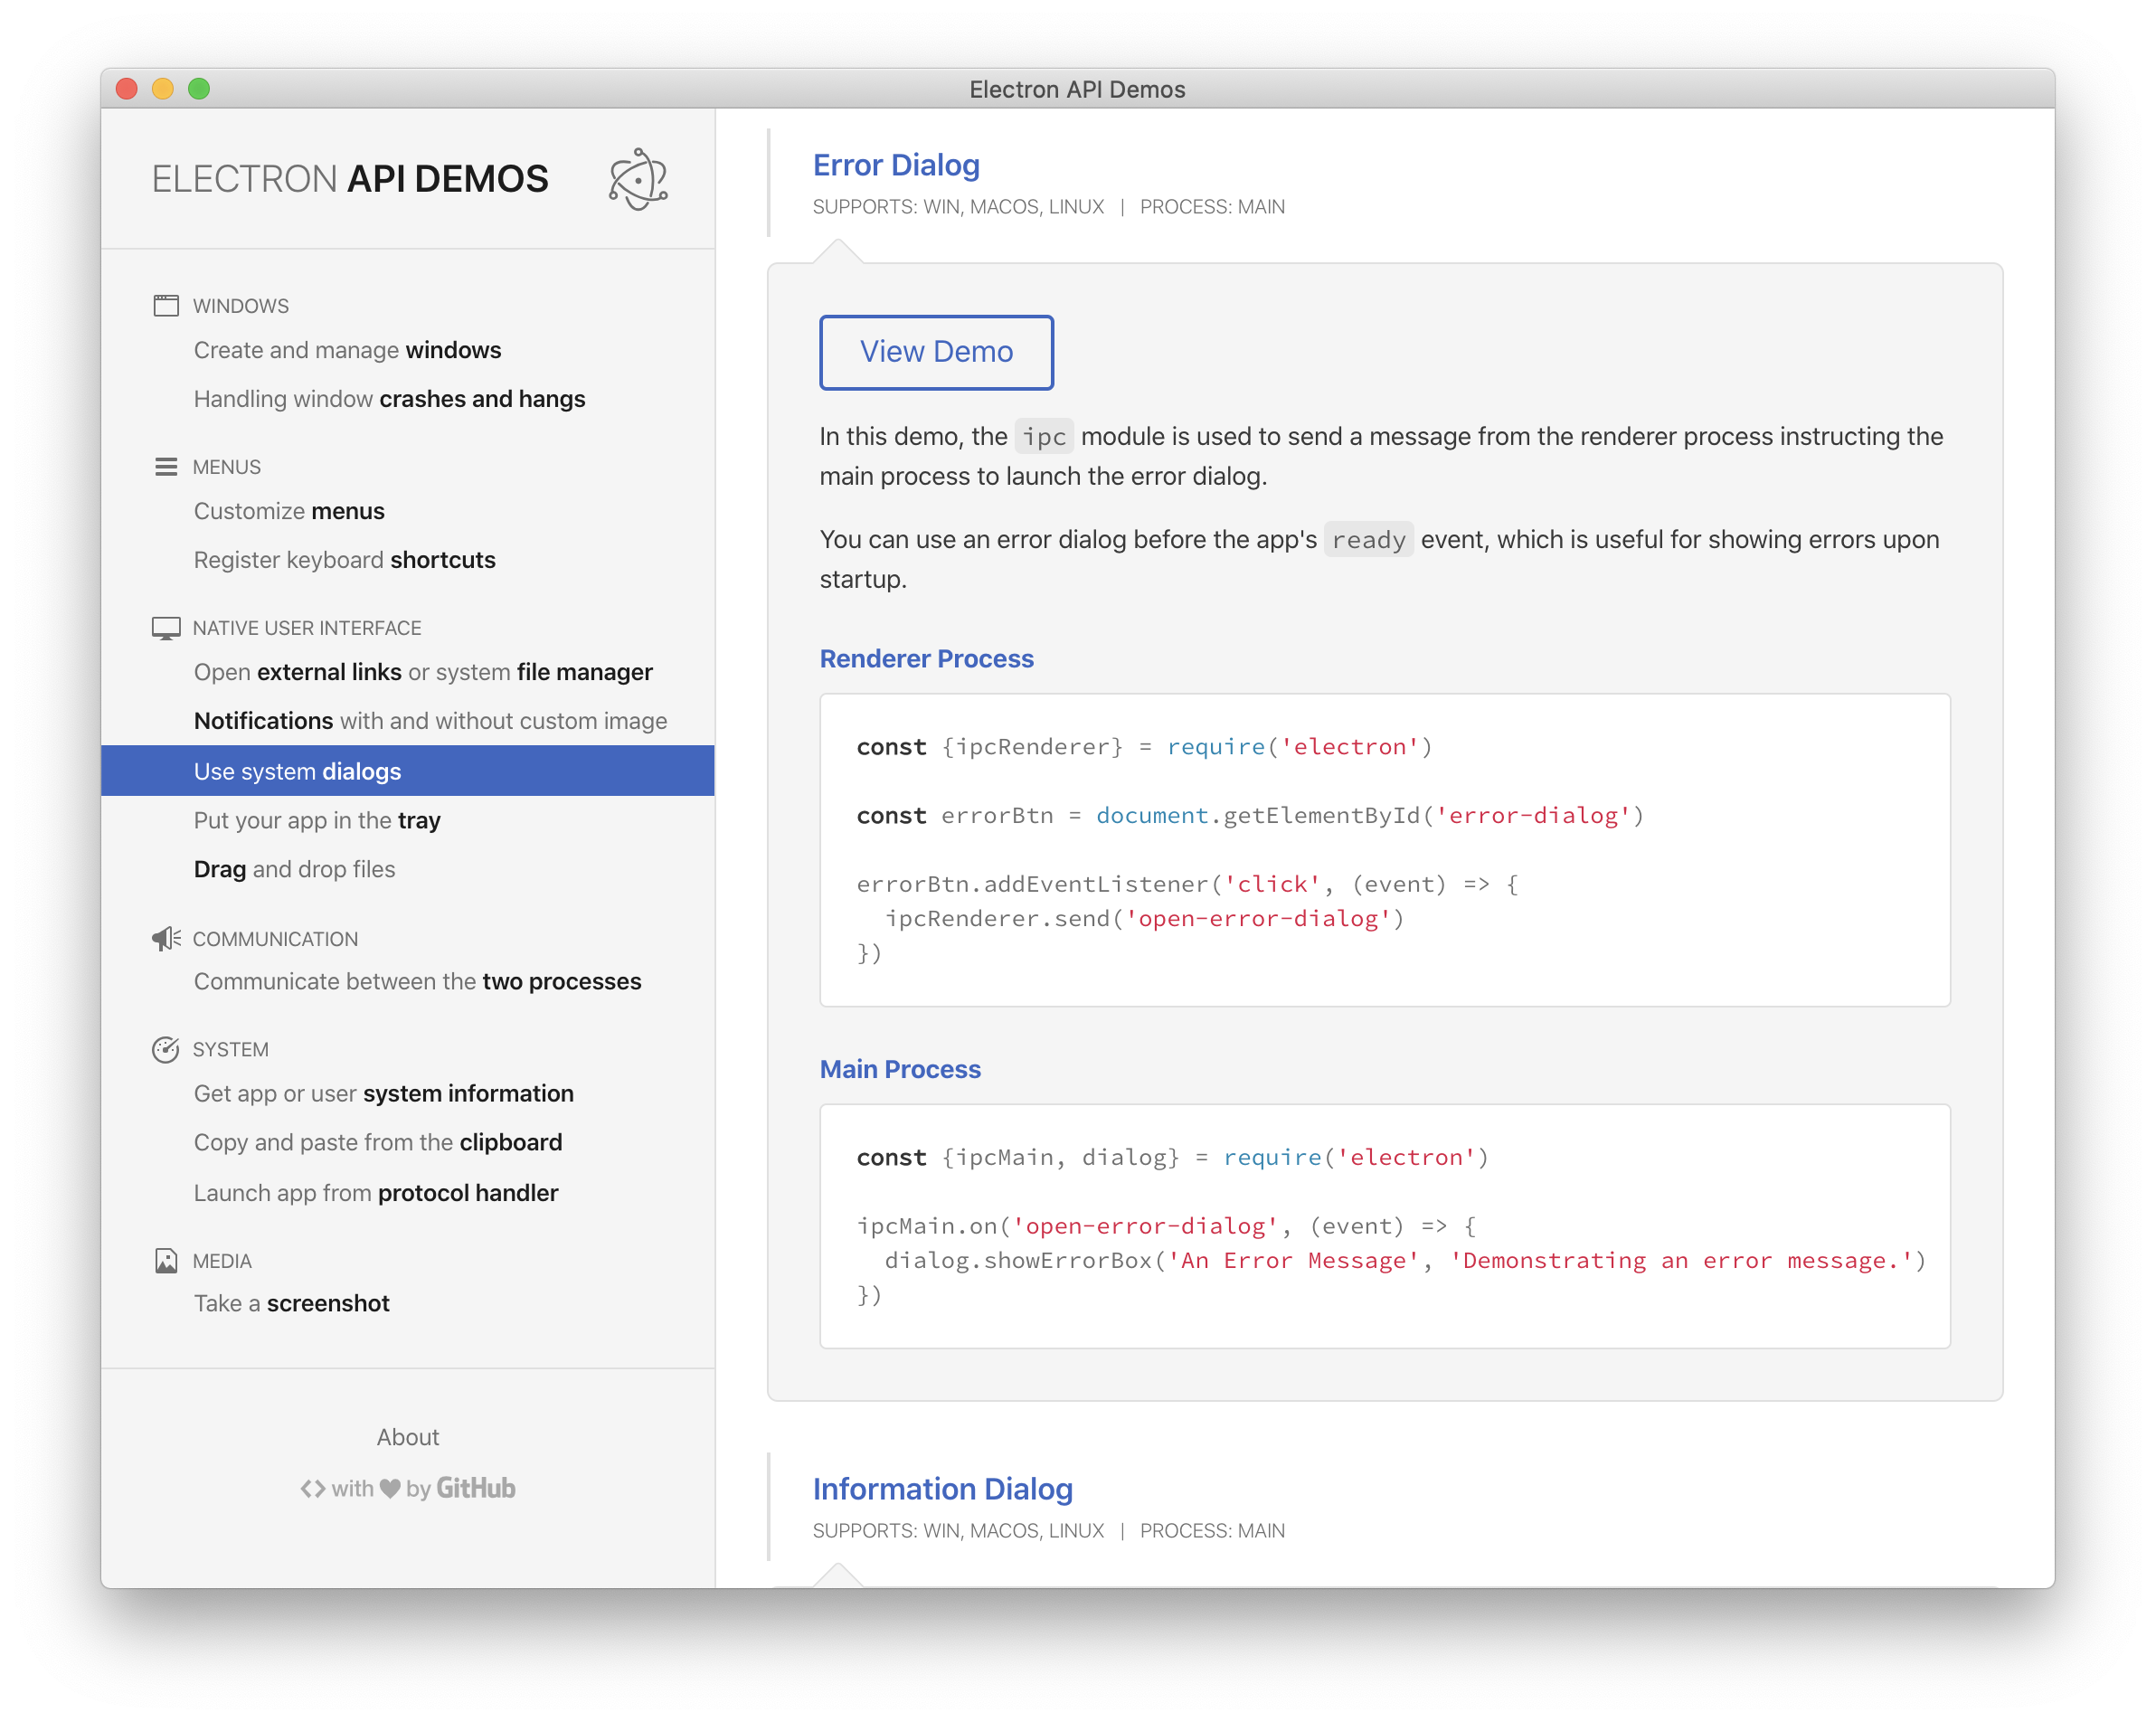 Electron API Demos
ELECTRON API DEMOS
WINDOWS
Create and manage windows
Handling window crashes and hangs
MENUS
Customize menus
Register keyboard shortcuts
NATIVE USER INTERFACE
Open external links or system file manager
Notifications with and without custom image
Use system dialogs
Put your app in the tray
Drag and drop files
COMMUNICATION
Communicate between the two processes
SYSTEM
Get app or user system information
Copy and paste from the clipboard
Launch app from protocol handler
MEDIA
Take a screenshot
About
<> with ♥ by GitHub
Error Dialog
SUPPORTS: WIN, MACOS, LINUX | PROCESS: MAIN
View Demo
In this demo, the ipc module is used to send a message from the renderer process instructing the
main process to launch the error dialog.
You can use an error dialog before the app's ready event, which is useful for showing errors upon
startup.
Renderer Process
const {ipcRenderer} = require('electron')
const errorBtn = document.getElementById('error-dialog')
errorBtn.addEventListener('click', (event) => {
  ipcRenderer.send('open-error-dialog')
})
Main Process
const {ipcMain, dialog} = require('electron')
ipcMain.on('open-error-dialog', (event) => {
  dialog.showErrorBox('An Error Message', 'Demonstrating an error message.')
})
Information Dialog
SUPPORTS: WIN, MACOS, LINUX | PROCESS: MAIN